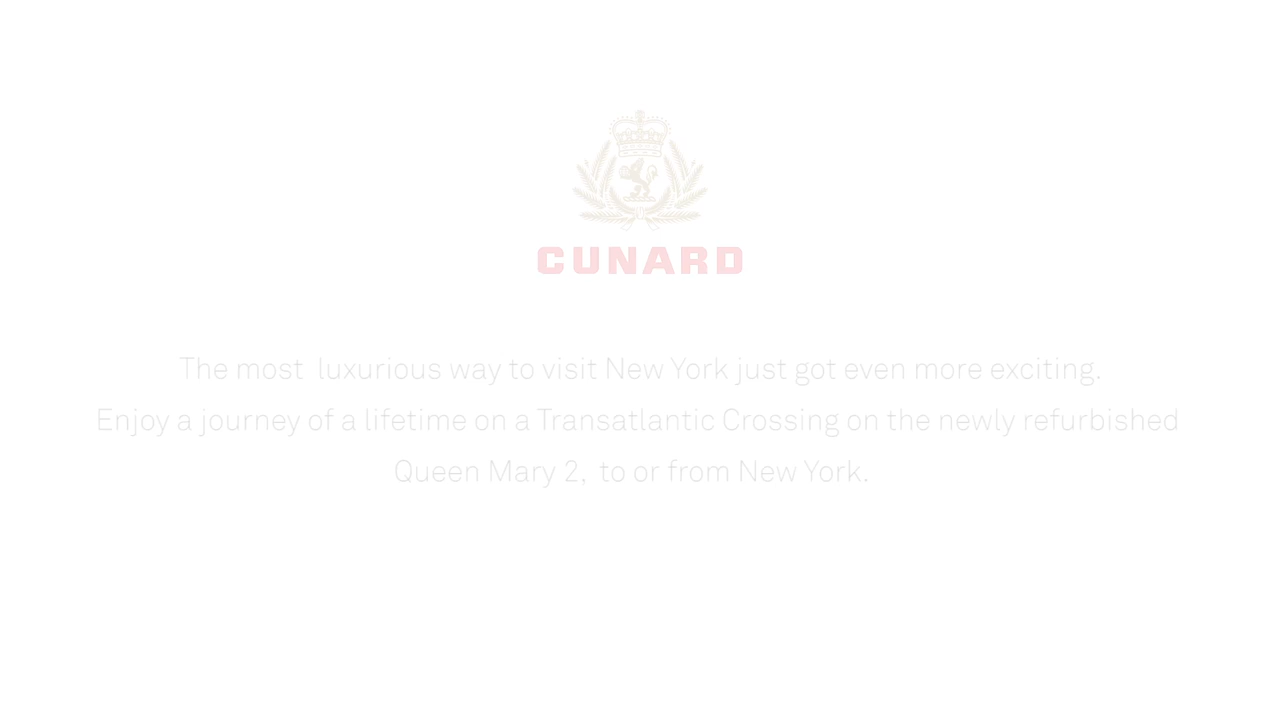 CUNARD
The most  luxurious way to visit New York just got even more exciting.
Enjoy a journey of a lifetime on a Transatlantic Crossing on the newly refurbished
Queen Mary 2,  to or from New York.